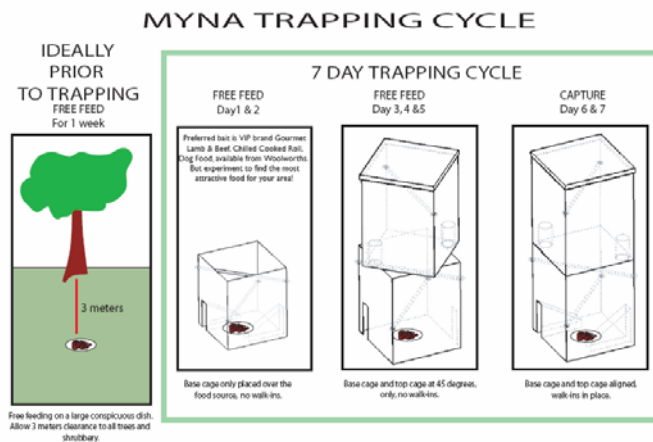 MYNA TRAPPING CYCLE
IDEALLY
PRIOR
TO TRAPPING
FREE FEED
For 1 week
3 meters
Free feeding on a large conspicuous dish.
Allow 3 meters clearance to all trees and
shrubbery.
7 DAY TRAPPING CYCLE
FREE FEED
Day1 & 2
Preferred bait is VIP brand Gourmet
Lamb & Beef, Chilled Cooked Roll,
Dog Food, available from Woolworths.
But experiment to find the most
attractive food for your area!
Base cage only placed over the
food source, no walk-ins.
FREE FEED
Day 3, 4 &5
Base cage and top cage at 45 degrees,
only, no walk-ins.
CAPTURE
Day 6 & 7
Base cage and top cage aligned,
walk-ins in place.